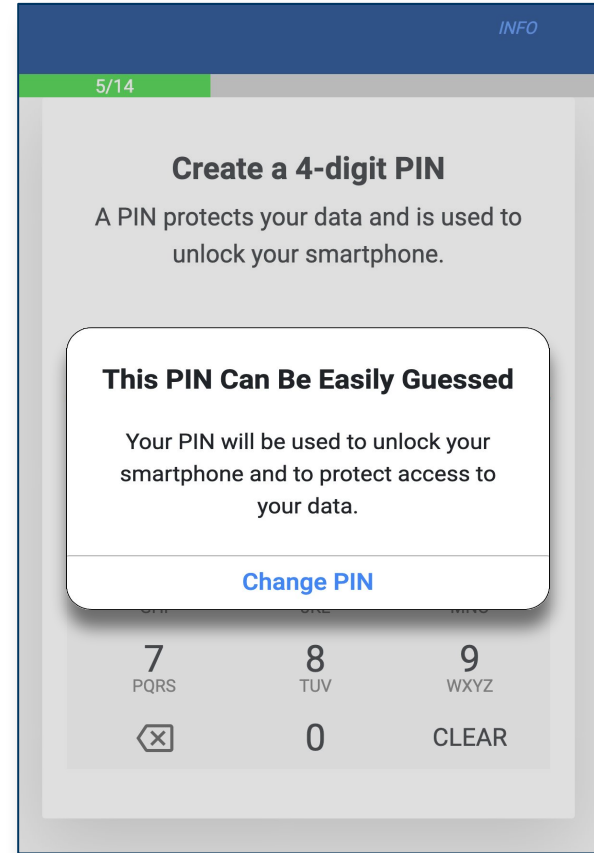 INFO
5/14
Create a 4-digit PIN
A PIN protects your data and is used to
unlock your smartphone.
This PIN Can Be Easily Guessed
Your PIN will be used to unlock your
smartphone and to protect access to
your data.
Change PIN
7 8 9
PQRS TUV WXYZ
0 CLEAR